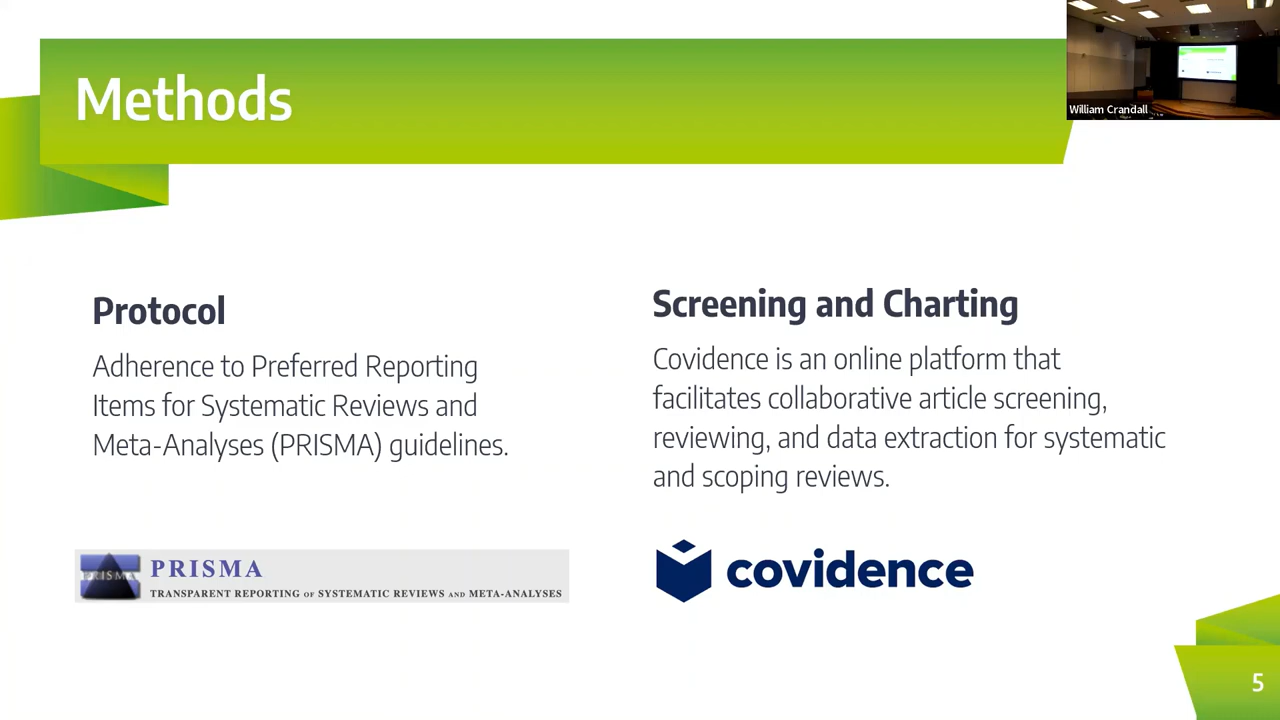 Methods
William Crandall
Protocol
Adherence to Preferred Reporting
Items for Systematic Reviews and
Meta-Analyses (PRISMA) guidelines.
PRISMA
PRISMA
TRANSPARENT REPORTING OF SYSTEMATIC REVIEWS AND META-ANALYSES
Screening and Charting
Covidence is an online platform that
facilitates collaborative article screening,
reviewing, and data extraction for systematic
and scoping reviews.
covidence
5